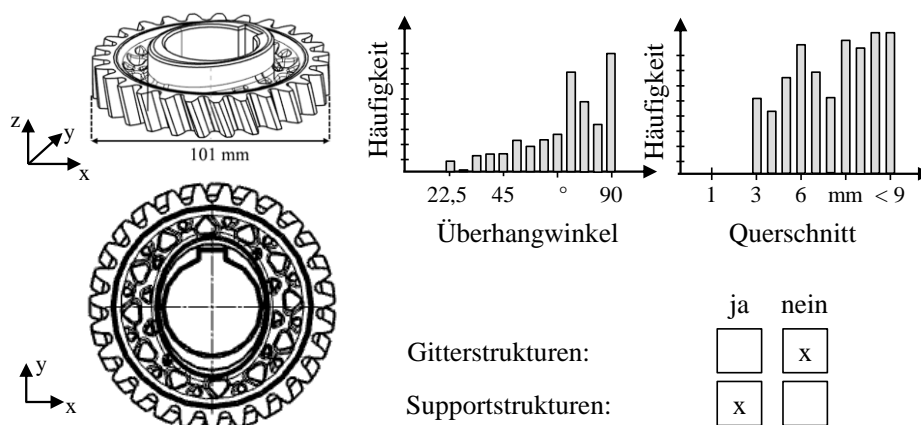 z
y
x
101 mm
y
x
Häufigkeit
22,5 45 ° 90
Überhangwinkel
Häufigkeit
1 3 6 mm < 9
Querschnitt
ja nein
Gitterstrukturen: x
Supportstrukturen: x